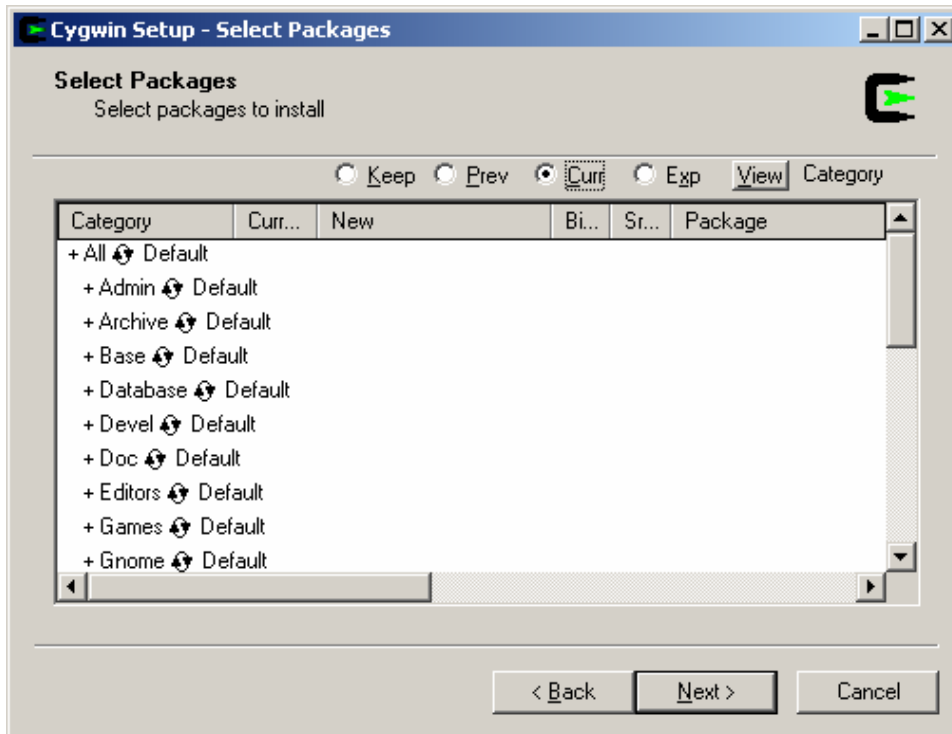 Cygwin Setup - Select Packages
Select Packages
Select packages to install
Keep Prev Curr Exp View Category
Category Curr... New Bi... Sr... Package
+ All Default
+ Admin Default
+ Archive Default
+ Base Default
+ Database Default
+ Devel Default
+ Doc Default
+ Editors Default
+ Games Default
+ Gnome Default
< Back Next > Cancel